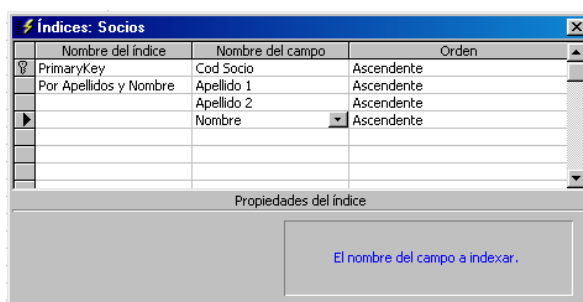 Índices: Socios
Nombre del índice Nombre del campo Orden
PrimaryKey Cod Socio Ascendente
Por Apellidos y Nombre Apellido 1 Ascendente
Apellido 2 Ascendente
Nombre Ascendente
Propiedades del índice
El nombre del campo a indexar.